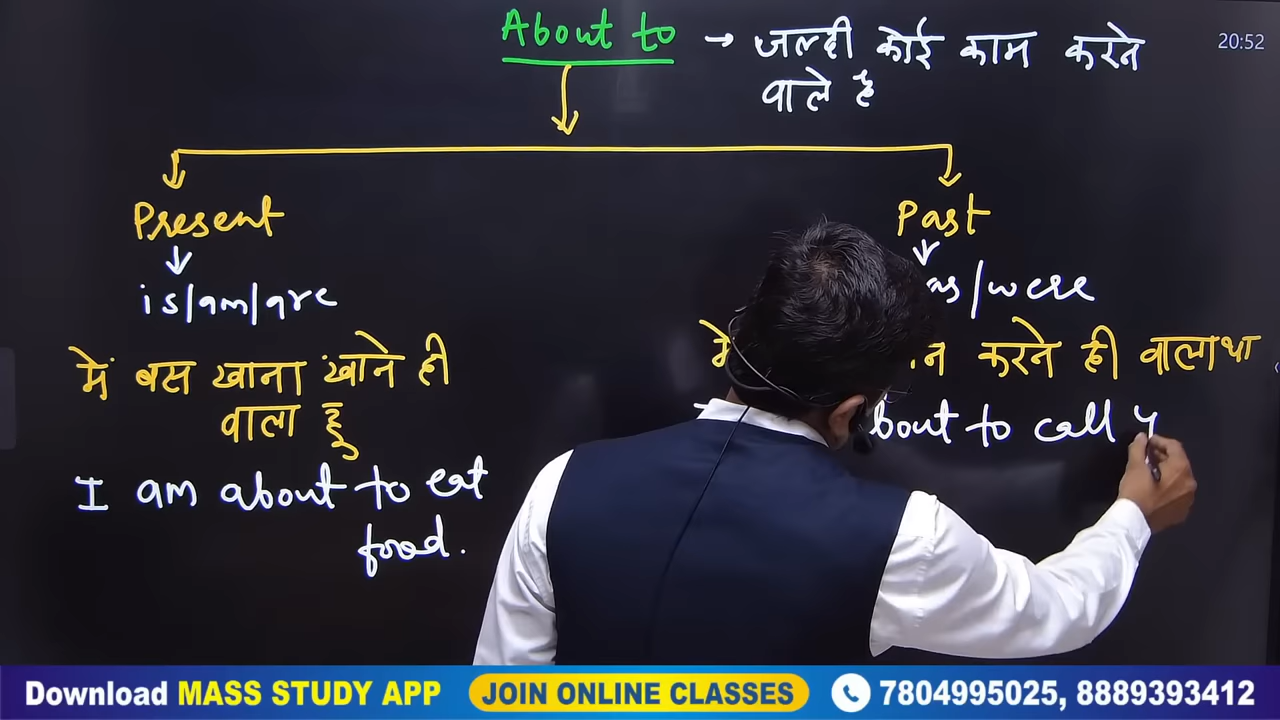 About to → जल्दी कोई काम करने
वाले है
20:52
Present
is/am/are
में बस खाना खाने ही
वाला हू
I am about to eat
food.
Past
/were
करने ही वाला था
to call
Download MASS STUDY APP
JOIN ONLINE CLASSES
7804995025, 8889393412